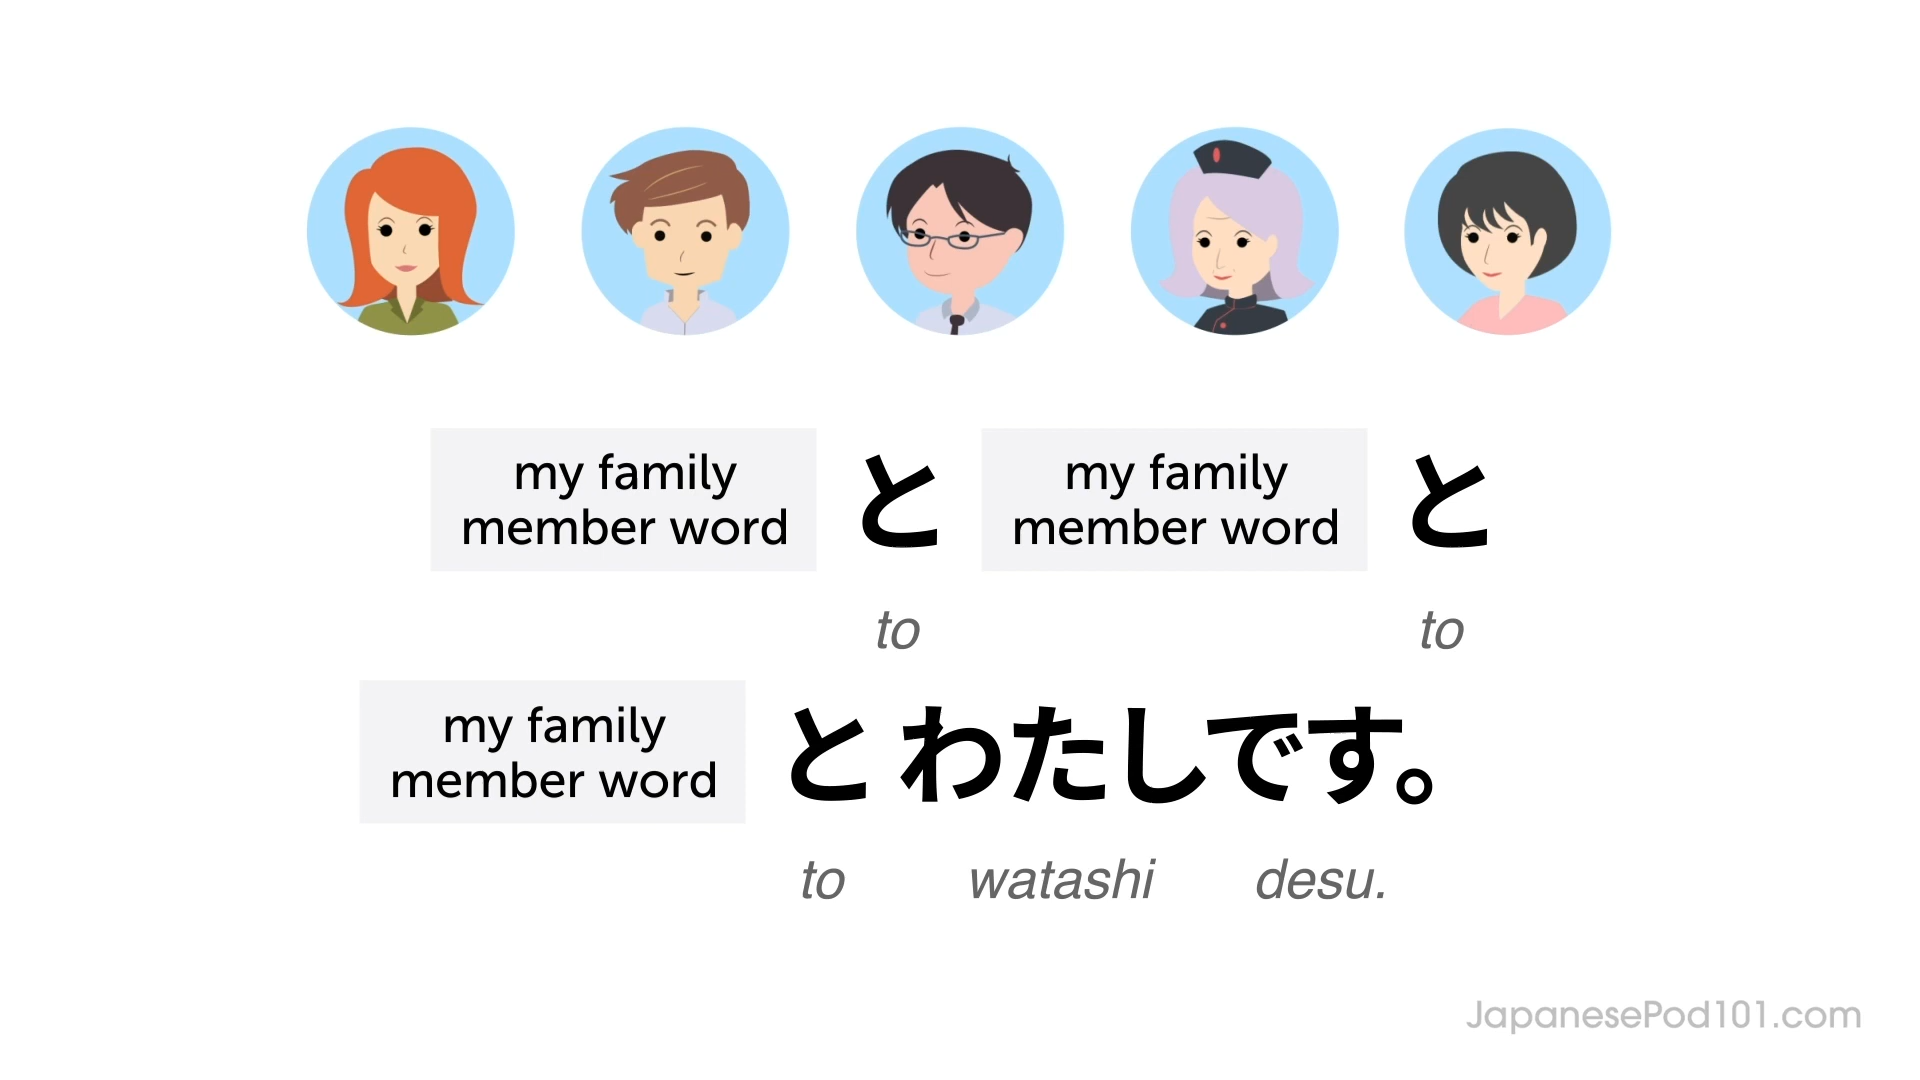 my family my family
member word と member word と
to to
my family
member word とわたしです。
to watashi desu.
JapanesePod101.com